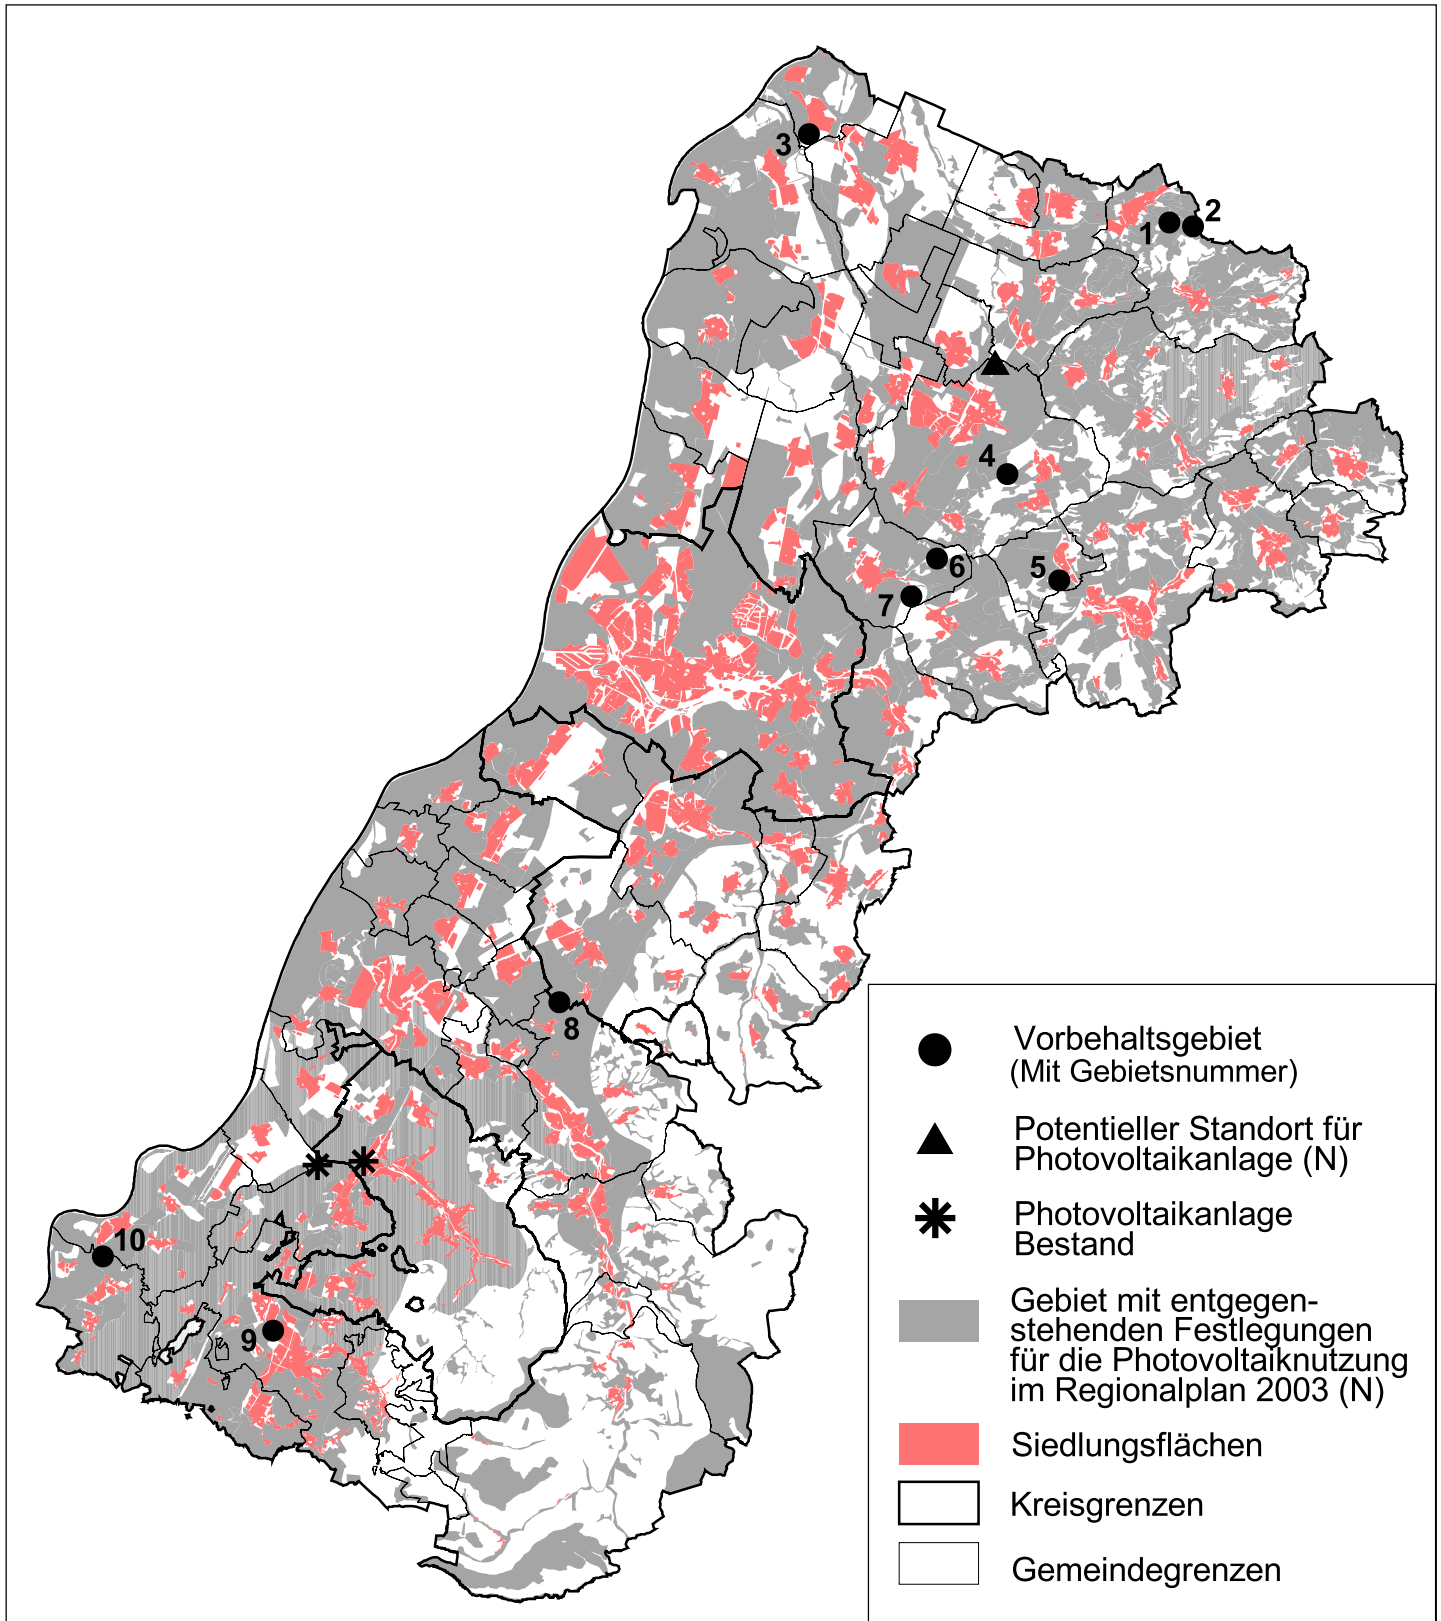 3
2
1
4
6
5
7
8
10
9
Vorbehaltsgebiet
(Mit Gebietsnummer)
Potentieller Standort für
Photovoltaikanlage (N)
Photovoltaikanlage
Bestand
Gebiet mit entgegen-
stehenden Festlegungen
für die Photovoltaiknutzung
im Regionalplan 2003 (N)
Siedlungsflächen
Kreisgrenzen
Gemeindegrenzen